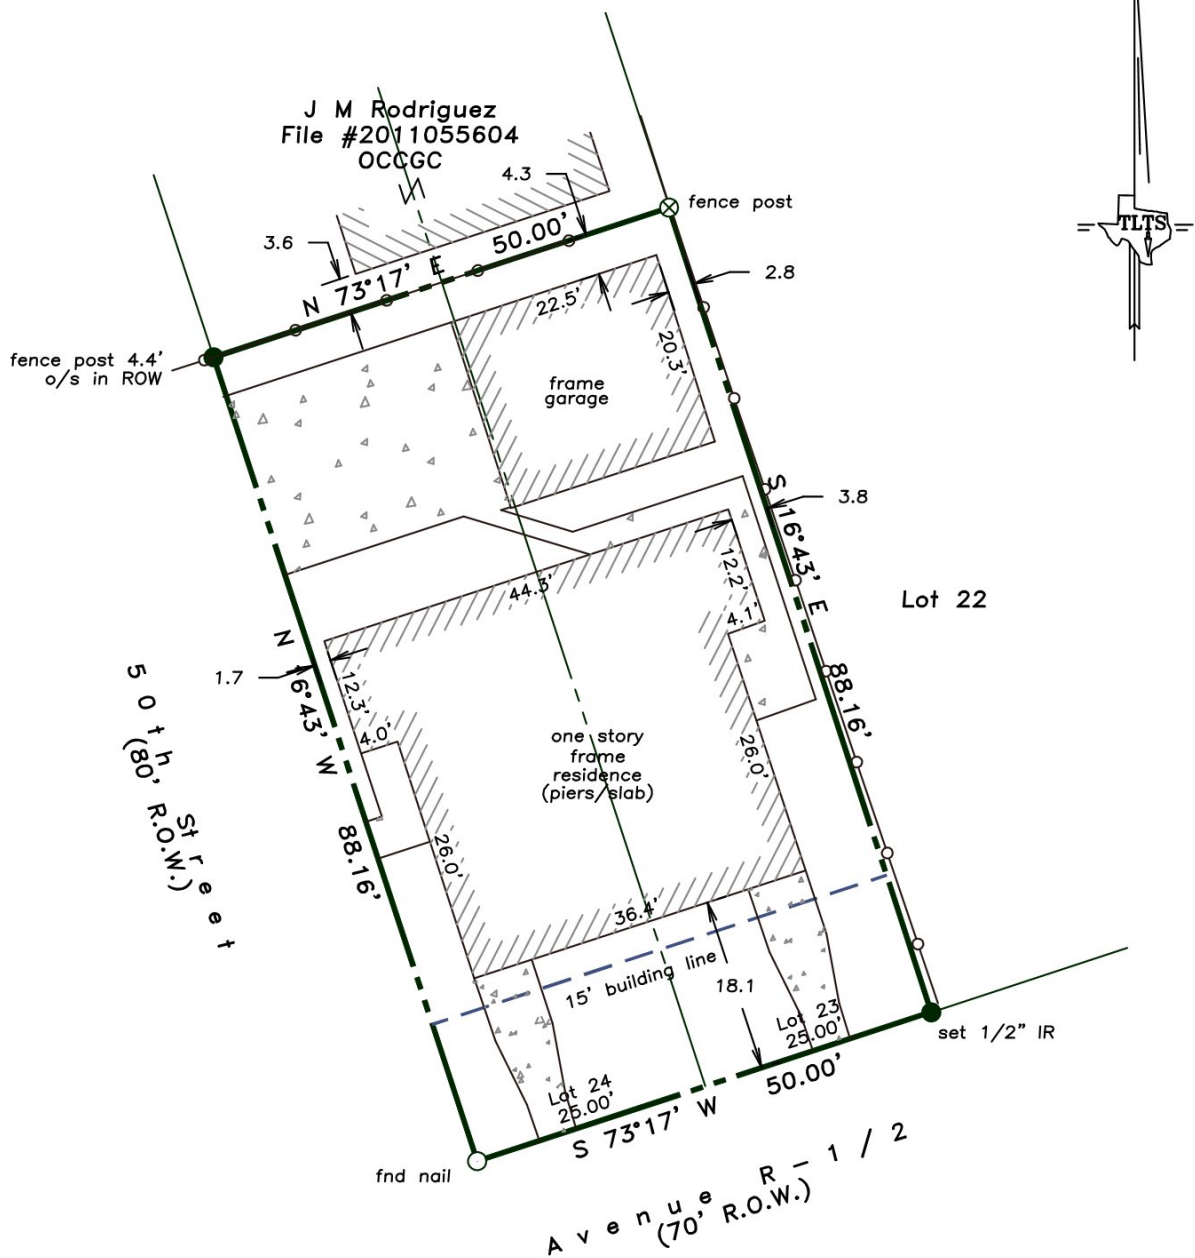 J M Rodriguez
File #2011055604
OCCGC
4.3
fence post
TLTS
3.6
N 73°17' E 50.00'
2.8
22.5'
20.3'
fence post 4.4'
o/s in ROW
frame
garage
S 16°43' E 88.16'
3.8
Lot 22
44.3'
12.2'
4.1'
N 16°43' W 88.16'
1.7
12.3'
4.0'
50th Street
(80' R.O.W.)
one story
frame
residence
(piers/slab)
26.0'
26.0'
36.4'
15' building line
18.1
Lot 23
25.00'
set 1/2" IR
Lot 24
25.00'
S 73°17' W 50.00'
fnd nail
Avenue R - 1 / 2
(70' R.O.W.)